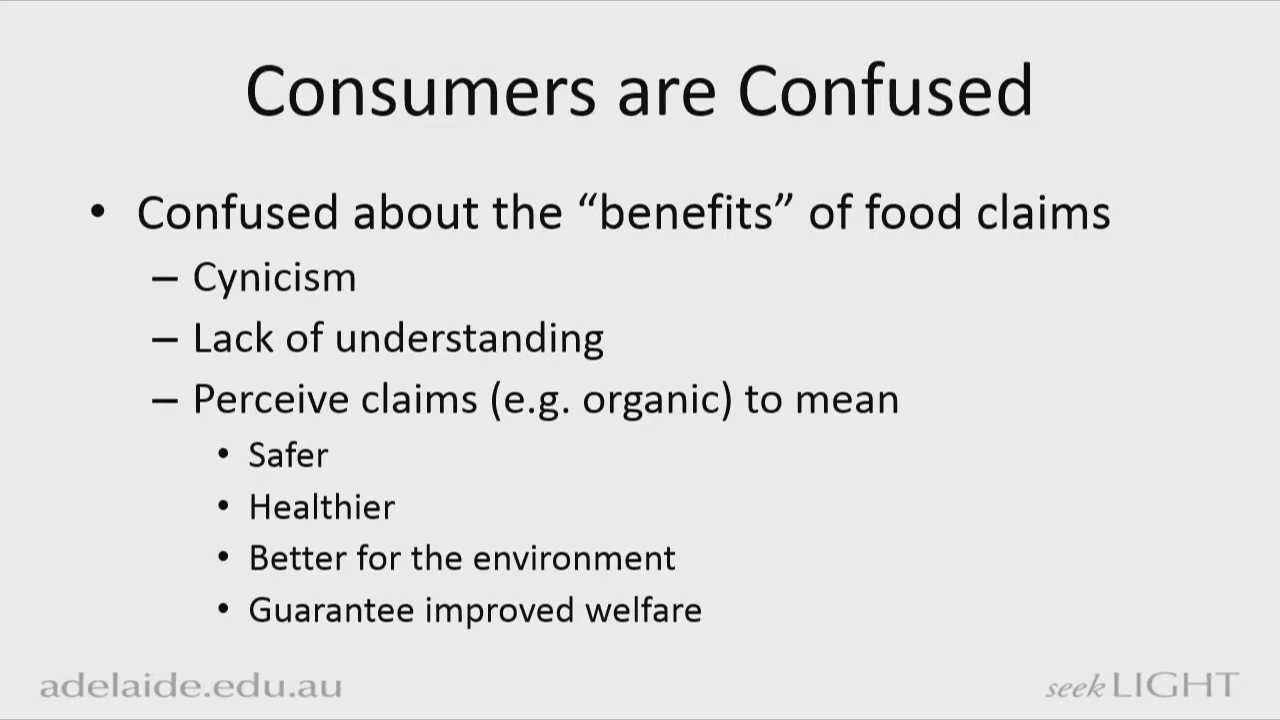 Consumers are Confused
• Confused about the “benefits” of food claims
– Cynicism
– Lack of understanding
– Perceive claims (e.g. organic) to mean
• Safer
• Healthier
• Better for the environment
• Guarantee improved welfare
adelaide.edu.au
seek LIGHT